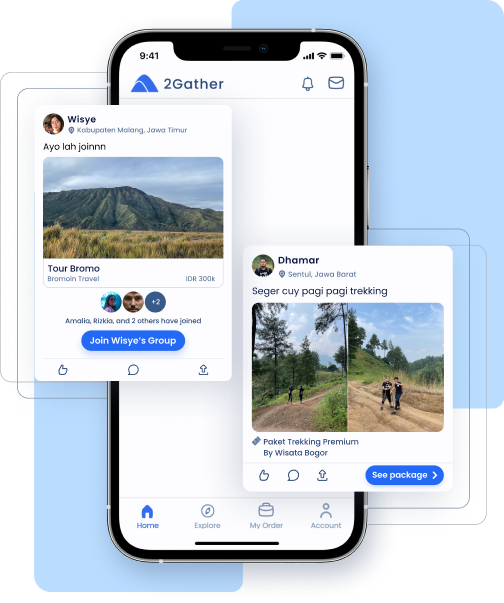 9:41
2Gather
Wisye
Kabupaten Malang, Jawa Timur
Ayo lah joinnn
Tour Bromo
Bromoin Travel
IDR 300k
+2
Amalia, Rizkia, and 2 others have joined
Join Wisye's Group
Dhamar
Sentul, Jawa Barat
Seger cuy pagi pagi trekking
Paket Trekking Premium
By Wisata Bogor
See package
Home
Explore
My Order
Account